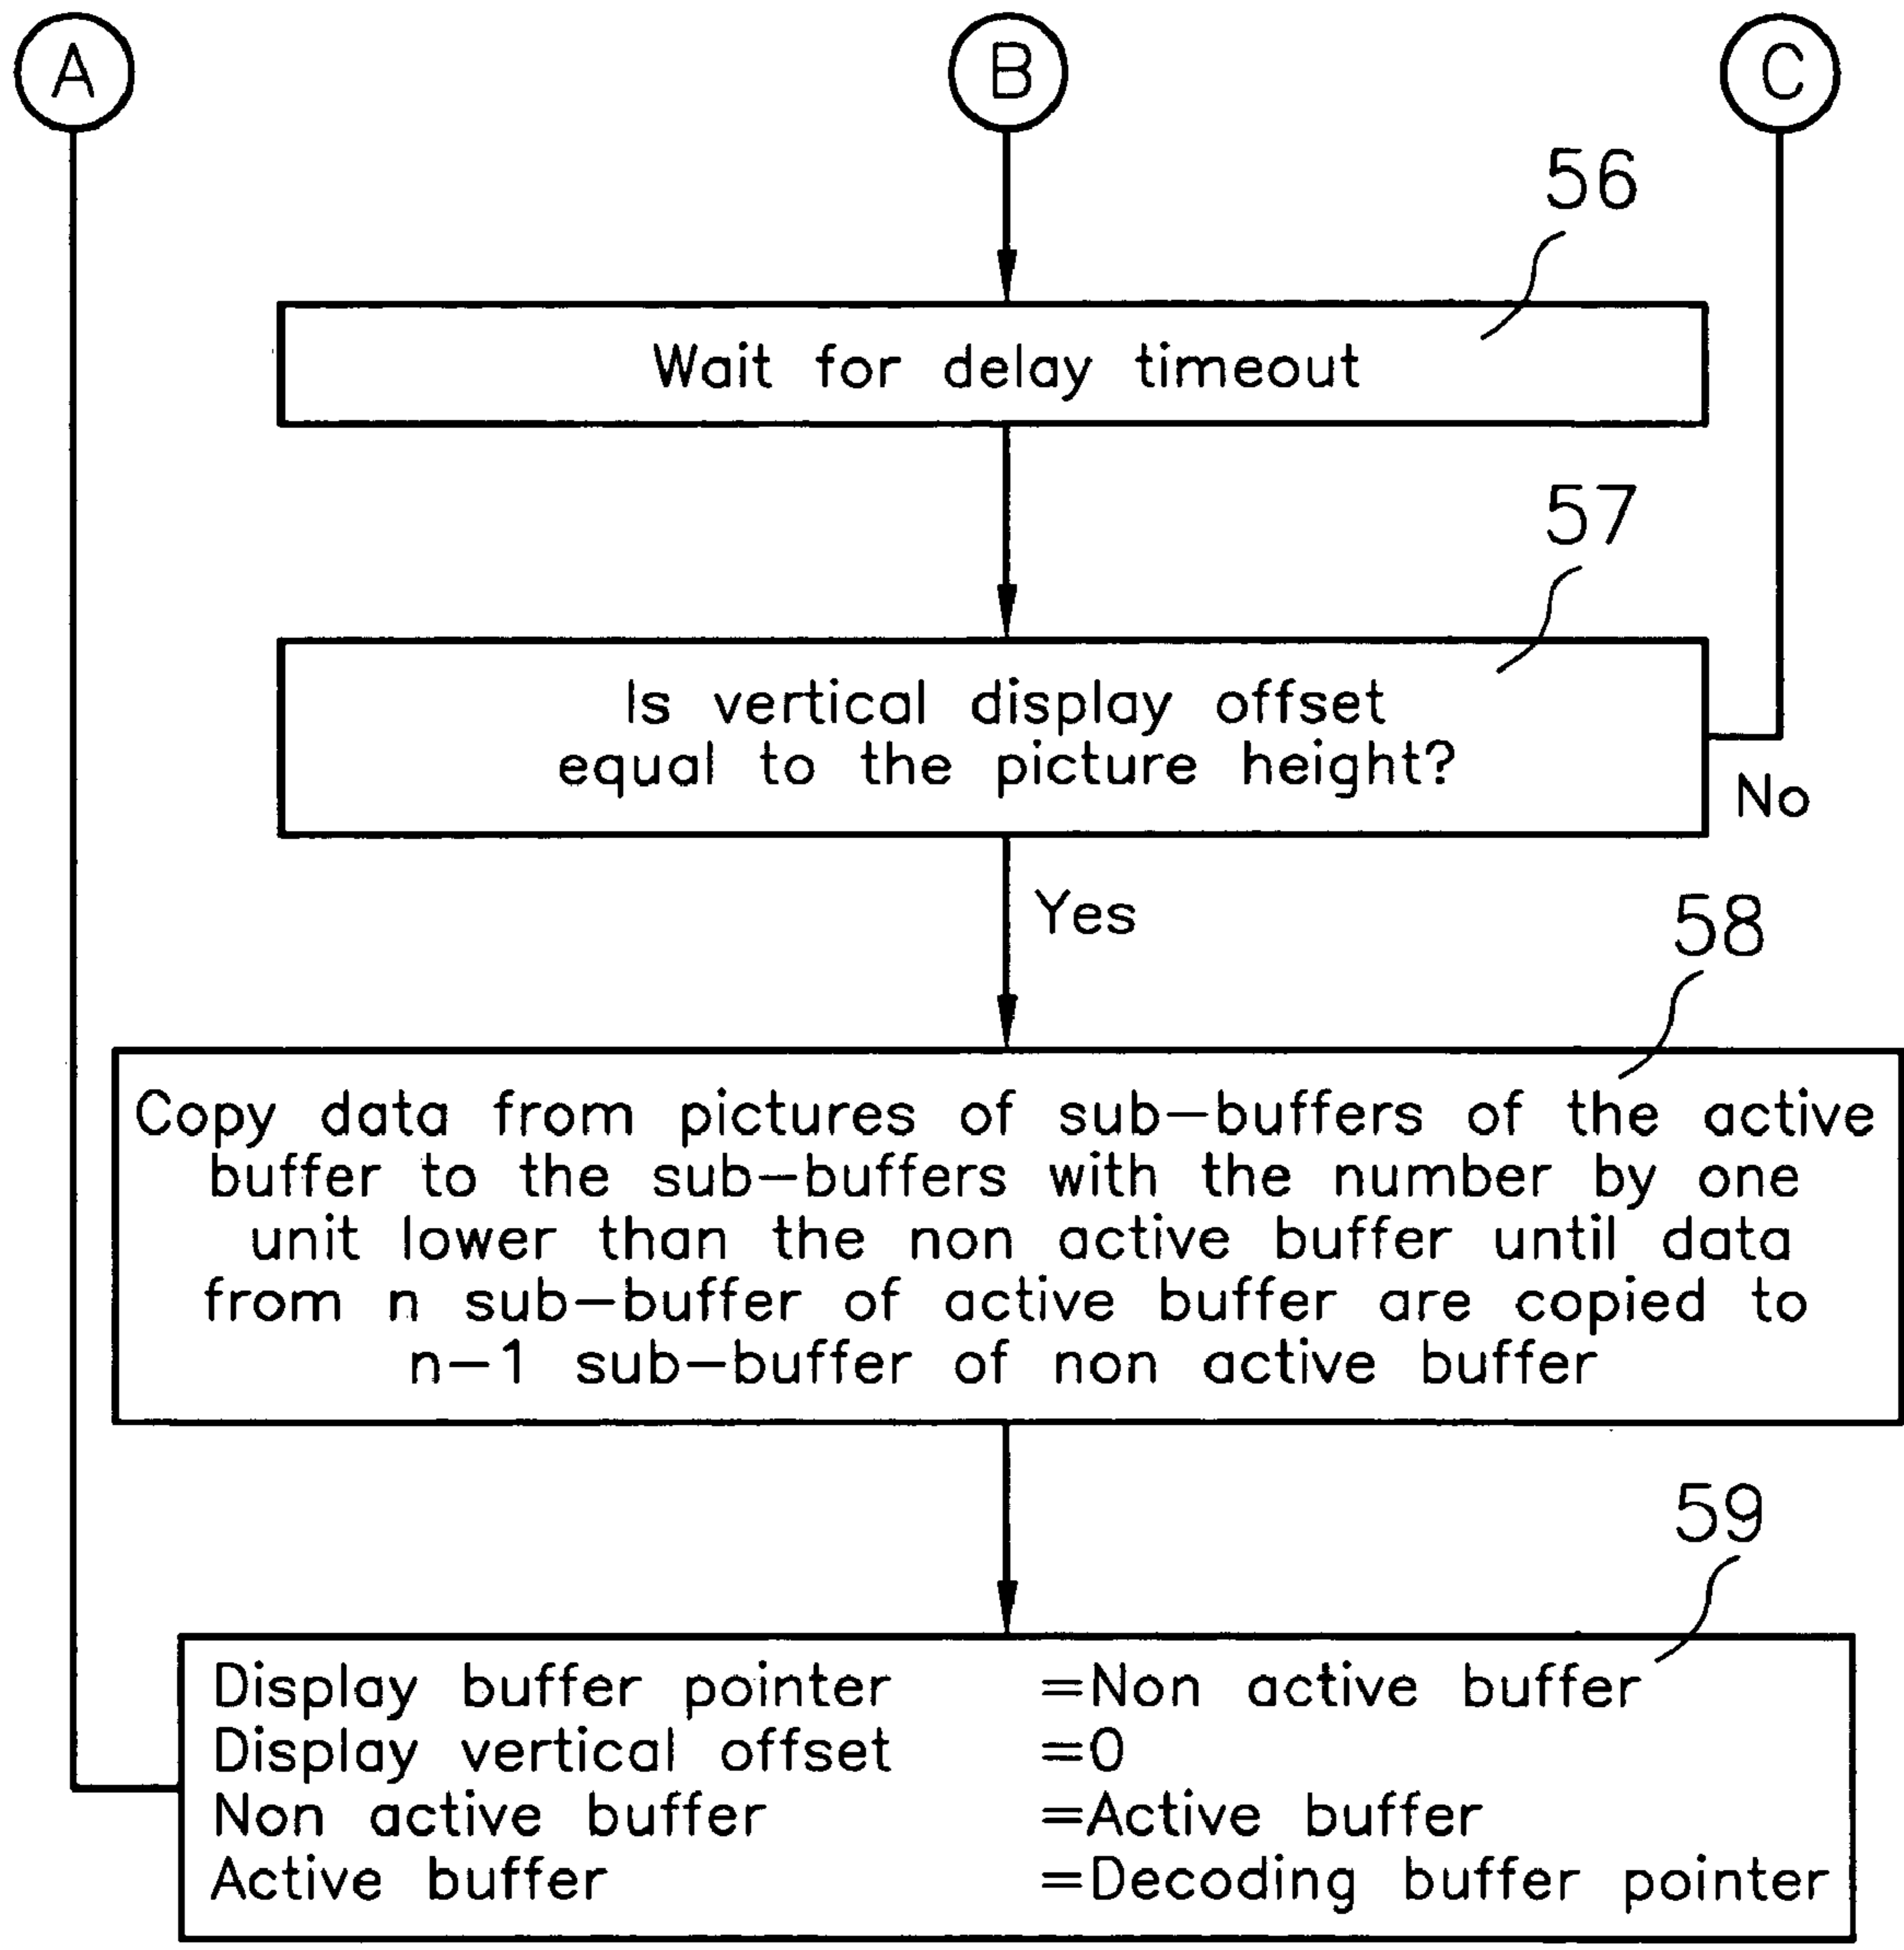 A
B
C
56
Wait for delay timeout
57
Is vertical display offset
equal to the picture height?
No
Yes
58
Copy data from pictures of sub-buffers of the active
buffer to the sub-buffers with the number by one
unit lower than the non active buffer until data
from n sub-buffer of active buffer are copied to
n-1 sub-buffer of non active buffer
59
Display buffer pointer =Non active buffer
Display vertical offset =0
Non active buffer =Active buffer
Active buffer =Decoding buffer pointer